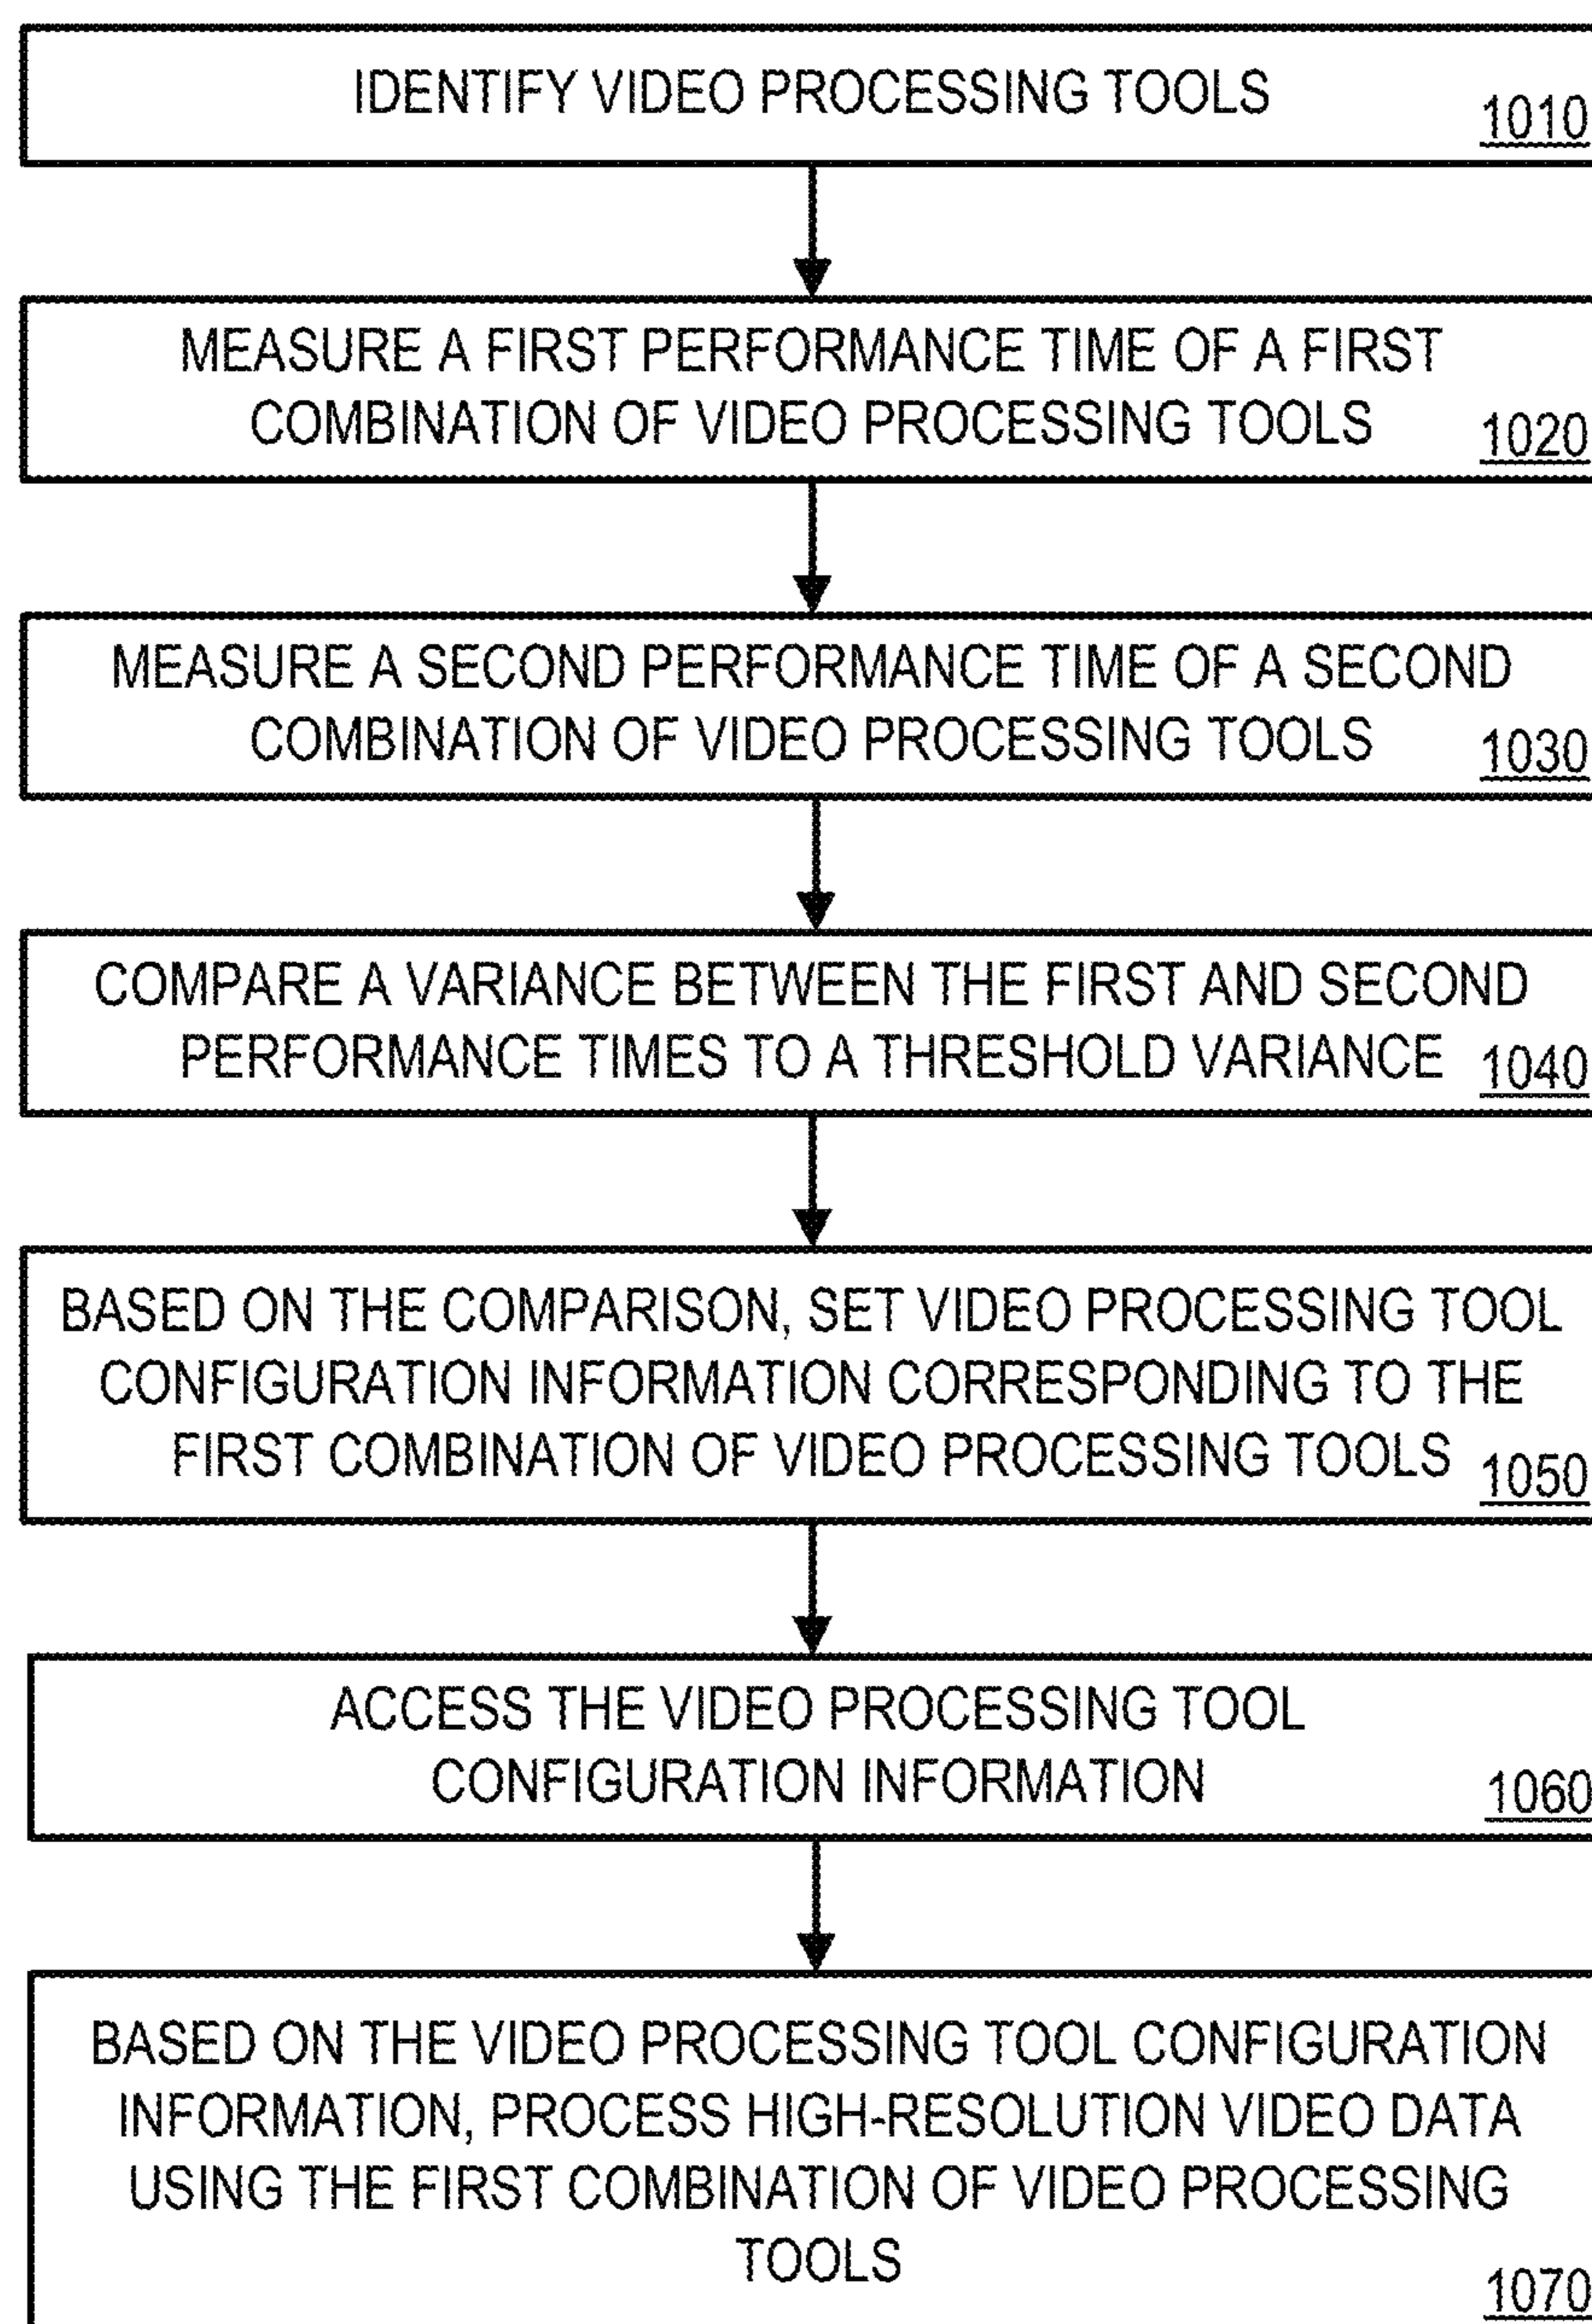 IDENTIFY VIDEO PROCESSING TOOLS
1010
MEASURE A FIRST PERFORMANCE TIME OF A FIRST
COMBINATION OF VIDEO PROCESSING TOOLS
1020
MEASURE A SECOND PERFORMANCE TIME OF A SECOND
COMBINATION OF VIDEO PROCESSING TOOLS
1030
COMPARE A VARIANCE BETWEEN THE FIRST AND SECOND
PERFORMANCE TIMES TO A THRESHOLD VARIANCE
1040
BASED ON THE COMPARISON, SET VIDEO PROCESSING TOOL
CONFIGURATION INFORMATION CORRESPONDING TO THE
FIRST COMBINATION OF VIDEO PROCESSING TOOLS
1050
ACCESS THE VIDEO PROCESSING TOOL
CONFIGURATION INFORMATION
1060
BASED ON THE VIDEO PROCESSING TOOL CONFIGURATION
INFORMATION, PROCESS HIGH-RESOLUTION VIDEO DATA
USING THE FIRST COMBINATION OF VIDEO PROCESSING
TOOLS
1070